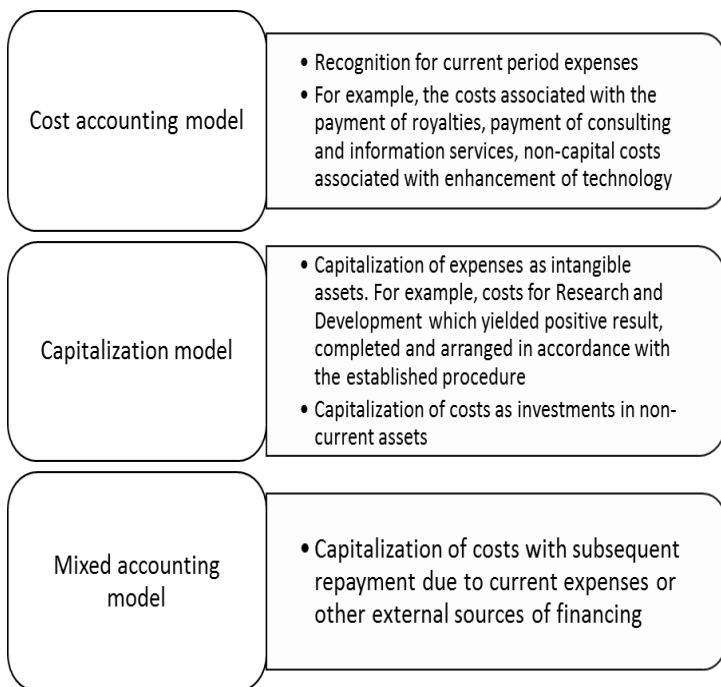 Cost accounting model
• Recognition for current period expenses
• For example, the costs associated with the
payment of royalties, payment of consulting
and information services, non-capital costs
associated with enhancement of technology
Capitalization model
• Capitalization of expenses as intangible
assets. For example, costs for Research and
Development which yielded positive result,
completed and arranged in accordance with
the established procedure
• Capitalization of costs as investments in non-
current assets
Mixed accounting
model
• Capitalization of costs with subsequent
repayment due to current expenses or
other external sources of financing